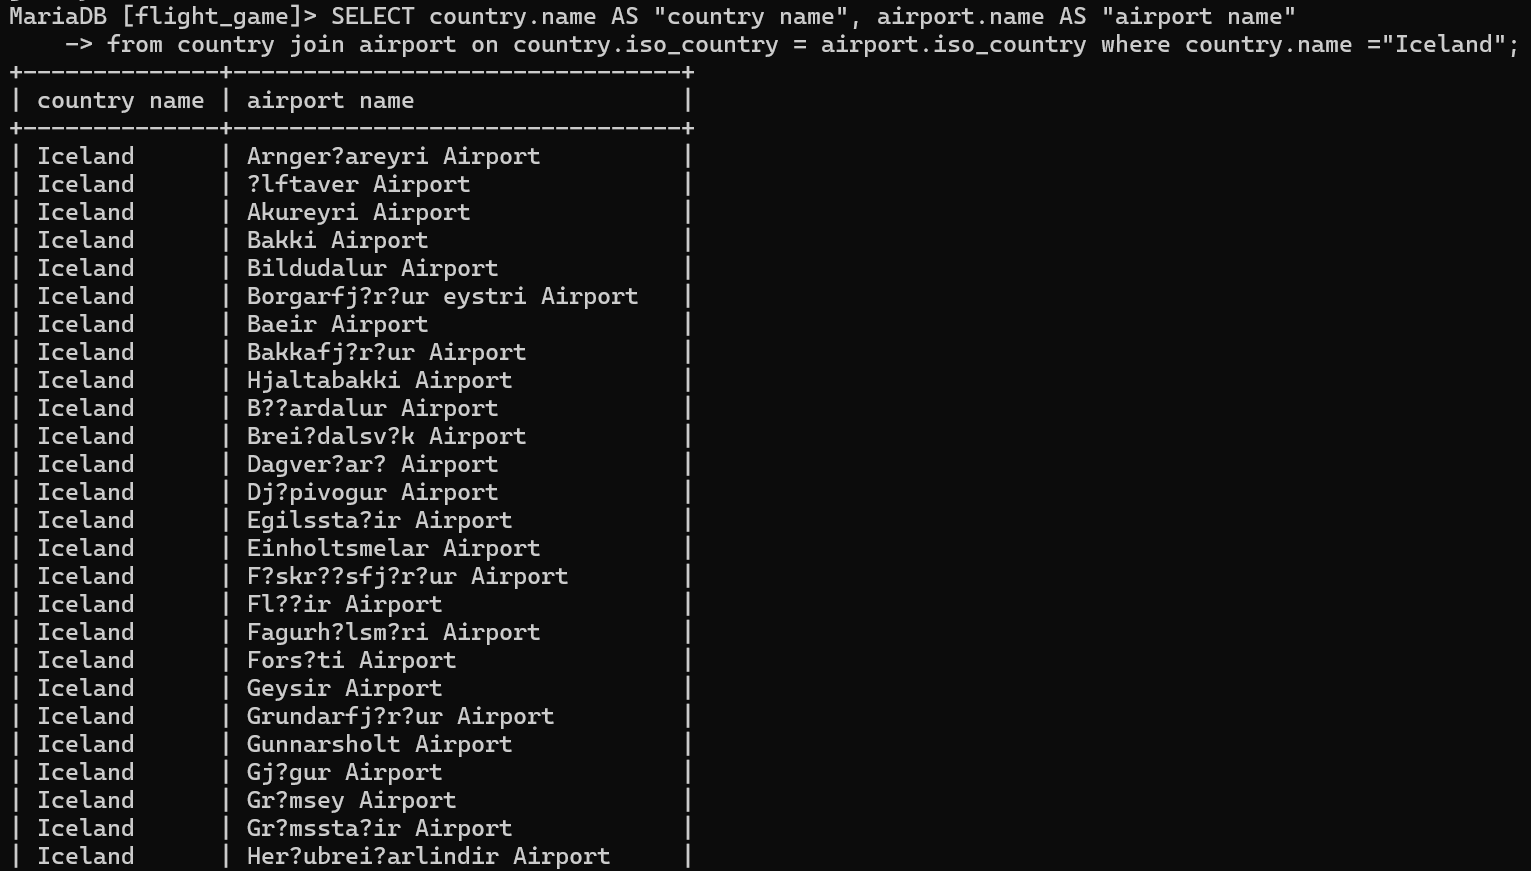 MariaDB [flight_game]> SELECT country.name AS "country name", airport.name AS "airport name"
    -> from country join airport on country.iso_country = airport.iso_country where country.name ="Iceland";
+--------------+--------------------------------+
| country name | airport name                   |
+--------------+--------------------------------+
| Iceland      | Arnger?areyri Airport          |
| Iceland      | ?lftaver Airport               |
| Iceland      | Akureyri Airport               |
| Iceland      | Bakki Airport                  |
| Iceland      | Bildudalur Airport             |
| Iceland      | Borgarfj?r?ur eystri Airport   |
| Iceland      | Baeir Airport                  |
| Iceland      | Bakkafj?r?ur Airport           |
| Iceland      | Hjaltabakki Airport            |
| Iceland      | B??ardalur Airport             |
| Iceland      | Brei?dalsv?k Airport           |
| Iceland      | Dagver?ar? Airport             |
| Iceland      | Dj?pivogur Airport             |
| Iceland      | Egilssta?ir Airport            |
| Iceland      | Einholtsmelar Airport          |
| Iceland      | F?skr??sfj?r?ur Airport        |
| Iceland      | Fl??ir Airport                 |
| Iceland      | Fagurh?lsm?ri Airport          |
| Iceland      | Fors?ti Airport                |
| Iceland      | Geysir Airport                 |
| Iceland      | Grundarfj?r?ur Airport         |
| Iceland      | Gunnarsholt Airport            |
| Iceland      | Gj?gur Airport                 |
| Iceland      | Gr?msey Airport                |
| Iceland      | Gr?mssta?ir Airport            |
| Iceland      | Her?ubrei?arlindir Airport     |